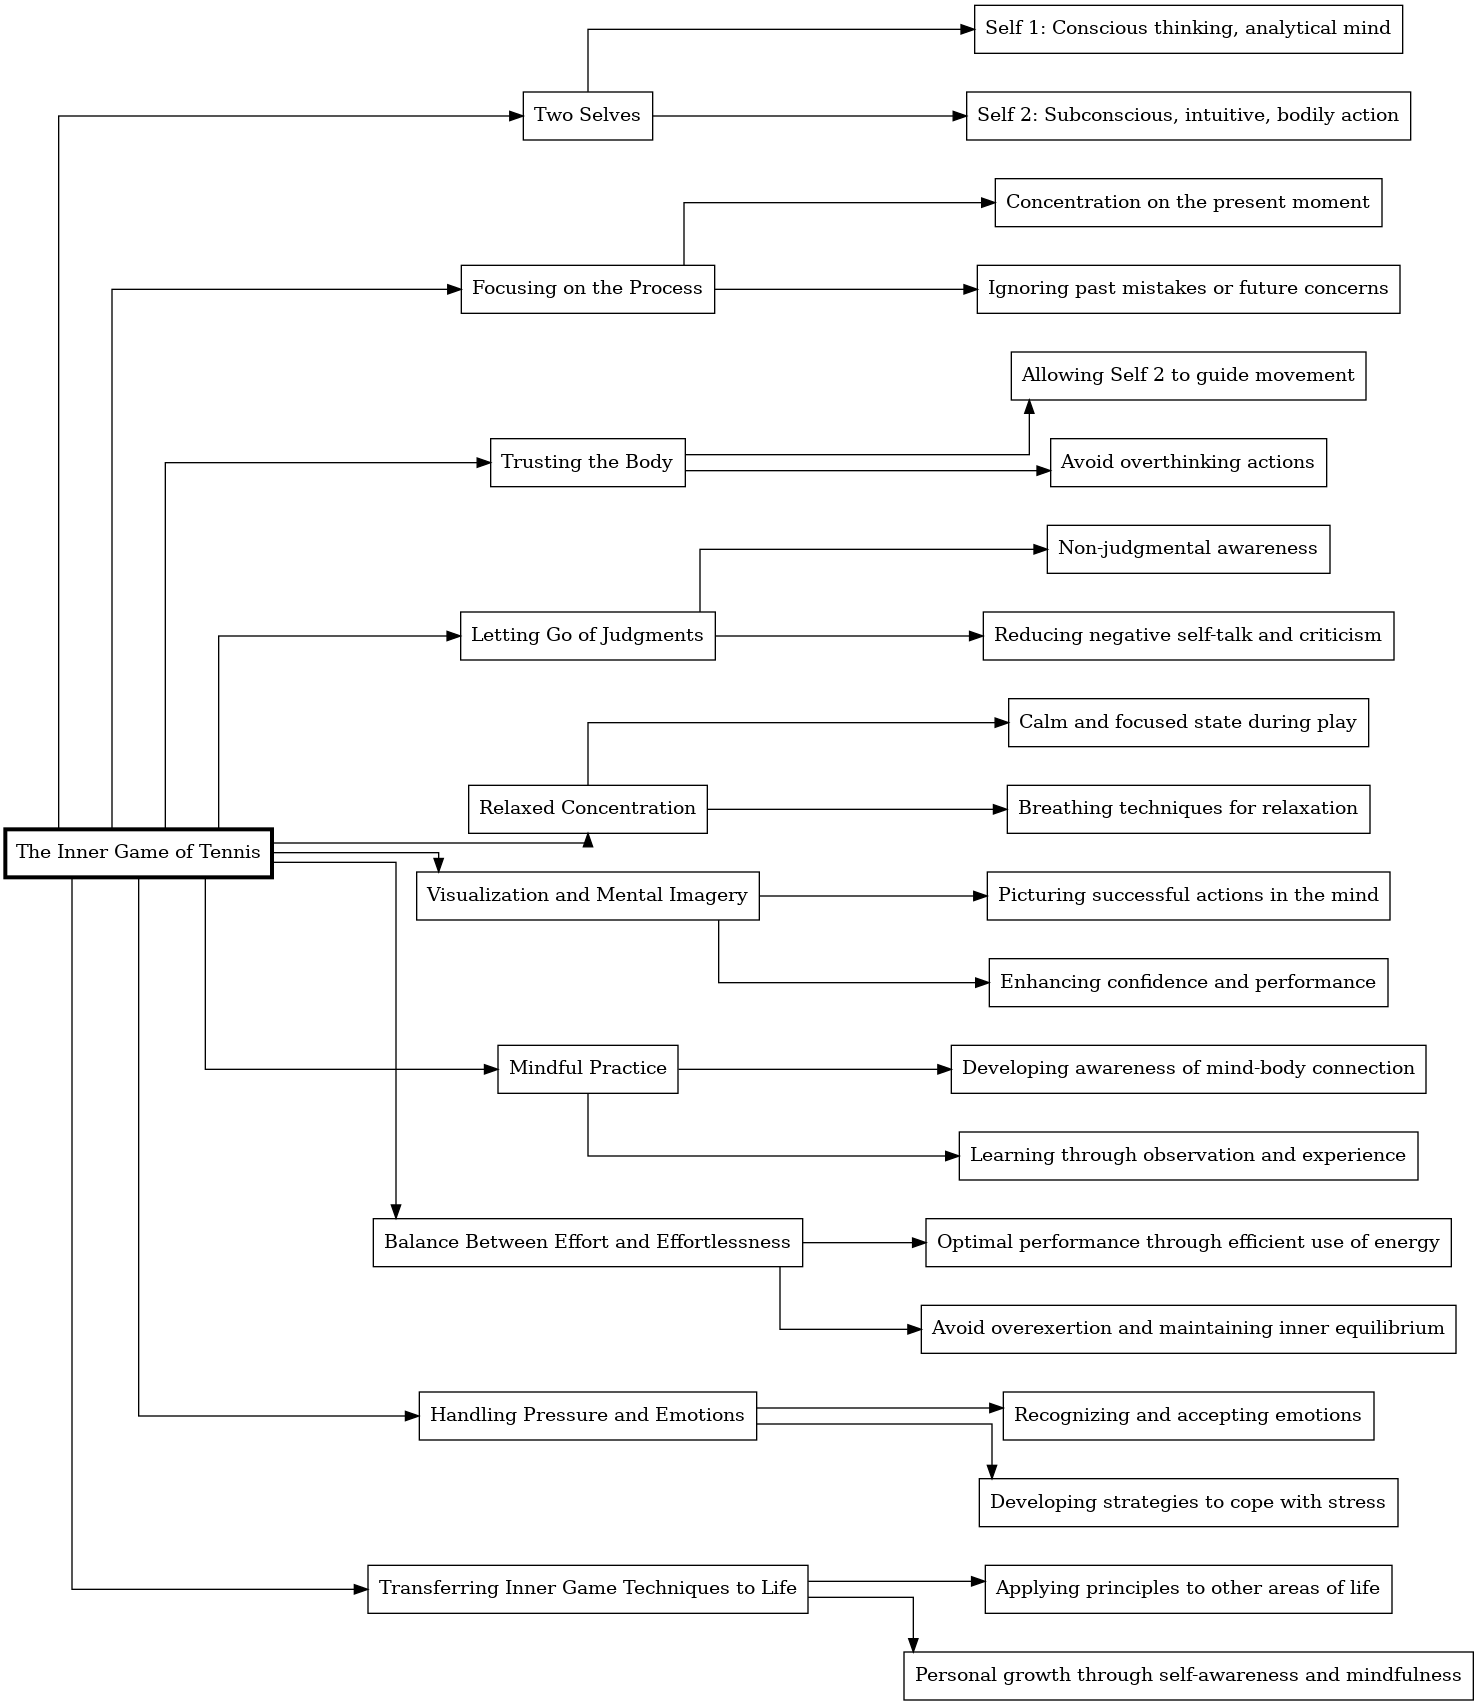 The Inner Game of Tennis
Two Selves
Self 1: Conscious thinking, analytical mind
Self 2: Subconscious, intuitive, bodily action
Focusing on the Process
Concentration on the present moment
Ignoring past mistakes or future concerns
Trusting the Body
Allowing Self 2 to guide movement
Avoid overthinking actions
Letting Go of Judgments
Non-judgmental awareness
Reducing negative self-talk and criticism
Relaxed Concentration
Calm and focused state during play
Breathing techniques for relaxation
Visualization and Mental Imagery
Picturing successful actions in the mind
Enhancing confidence and performance
Mindful Practice
Developing awareness of mind-body connection
Learning through observation and experience
Balance Between Effort and Effortlessness
Optimal performance through efficient use of energy
Avoid overexertion and maintaining inner equilibrium
Handling Pressure and Emotions
Recognizing and accepting emotions
Developing strategies to cope with stress
Transferring Inner Game Techniques to Life
Applying principles to other areas of life
Personal growth through self-awareness and mindfulness